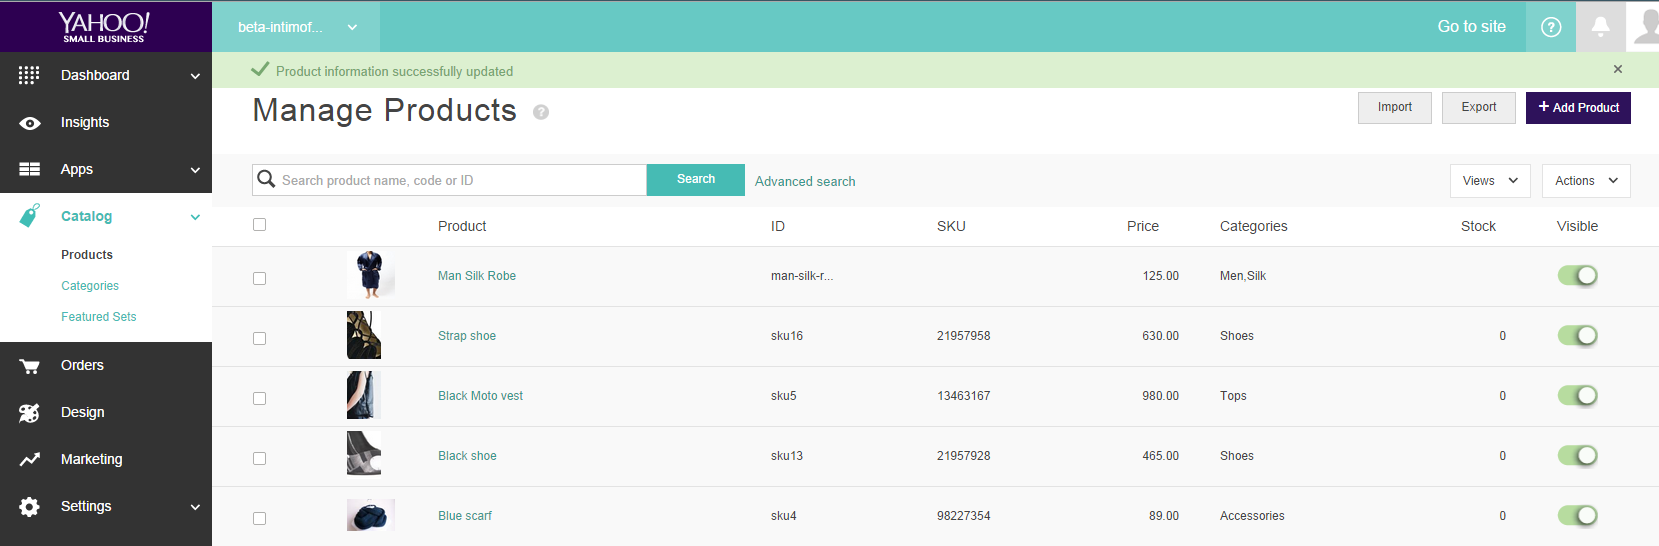 YAHOO!
SMALL BUSINESS
beta-intimof...
Go to site
?
Dashboard
Insights
Apps
Catalog
Products
Categories
Featured Sets
Orders
Design
Marketing
Settings
Product information successfully updated
×
Manage Products ?
Import
Export
+ Add Product
Search product name, code or ID
Search
Advanced search
Views
Actions
Product ID SKU Price Categories Stock Visible
Man Silk Robe man-silk-r... 125.00 Men,Silk
Strap shoe sku16 21957958 630.00 Shoes 0
Black Moto vest sku5 13463167 980.00 Tops 0
Black shoe sku13 21957928 465.00 Shoes 0
Blue scarf sku4 98227354 89.00 Accessories 0